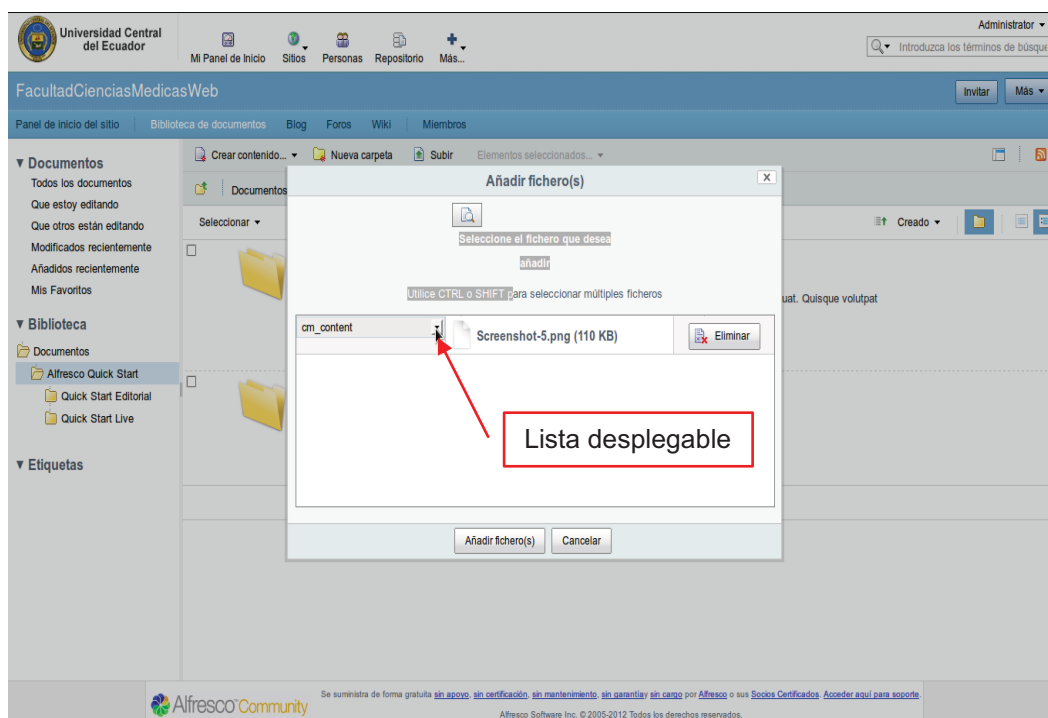 Universidad Central
del Ecuador
Administrator
Mi Panel de Inicio Sitios Personas Repositorio Más...
Introduzca los términos de búsque
FacultadCienciasMedicasWeb
Invitar Más
Panel de inicio del sitio Biblioteca de documentos Blog Foros Wiki Miembros
Documentos
Todos los documentos
Que estoy editando
Que otros están editando
Modificados recientemente
Añadidos recientemente
Mis Favoritos
Biblioteca
Documentos
Alfresco Quick Start
Quick Start Editorial
Quick Start Live
Etiquetas
Crear contenido... Nueva carpeta Subir Elementos seleccionados...
Documentos
Seleccionar
Creado
uat. Quisque volutpat
Añadir fichero(s)
x
Seleccione el fichero que desea
añadir
Utilice CTRL o SHIFT para seleccionar múltiples ficheros
cm_content
Screenshot-5.png (110 KB)
Eliminar
Lista desplegable
Añadir fichero(s) Cancelar
Alfresco Community
Se suministra de forma gratuita sin apoyo, sin certificación, sin mantenimiento, sin garantíay sin cargo por Alfresco o sus Socios Certificados. Acceder aquí para soporte.
Alfresco Software Inc. © 2005-2012 Todos los derechos reservados.